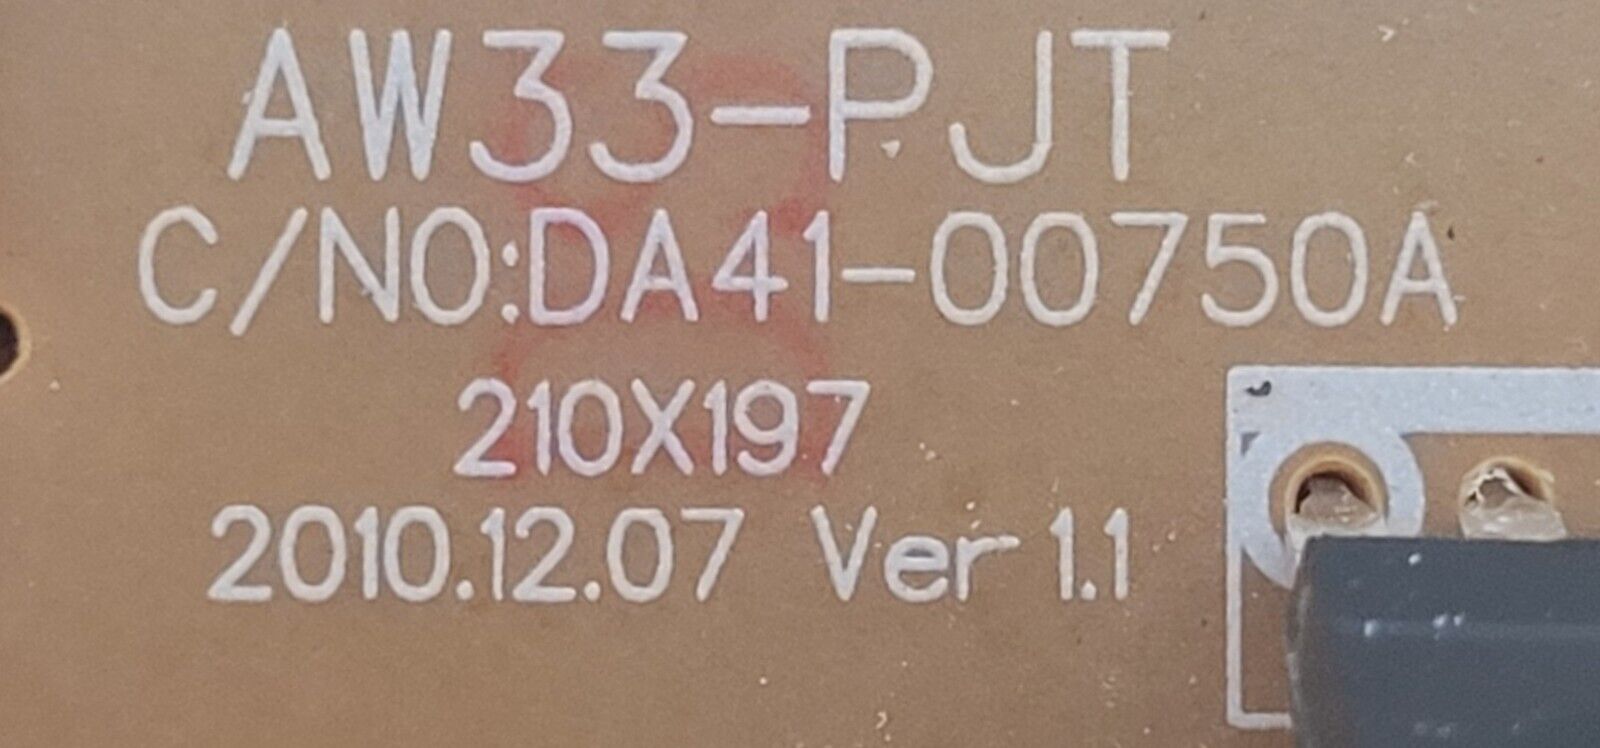 AW33-PJT
C/NO:DA41-00750A
210X197
2010.12.07 Ver 1.1